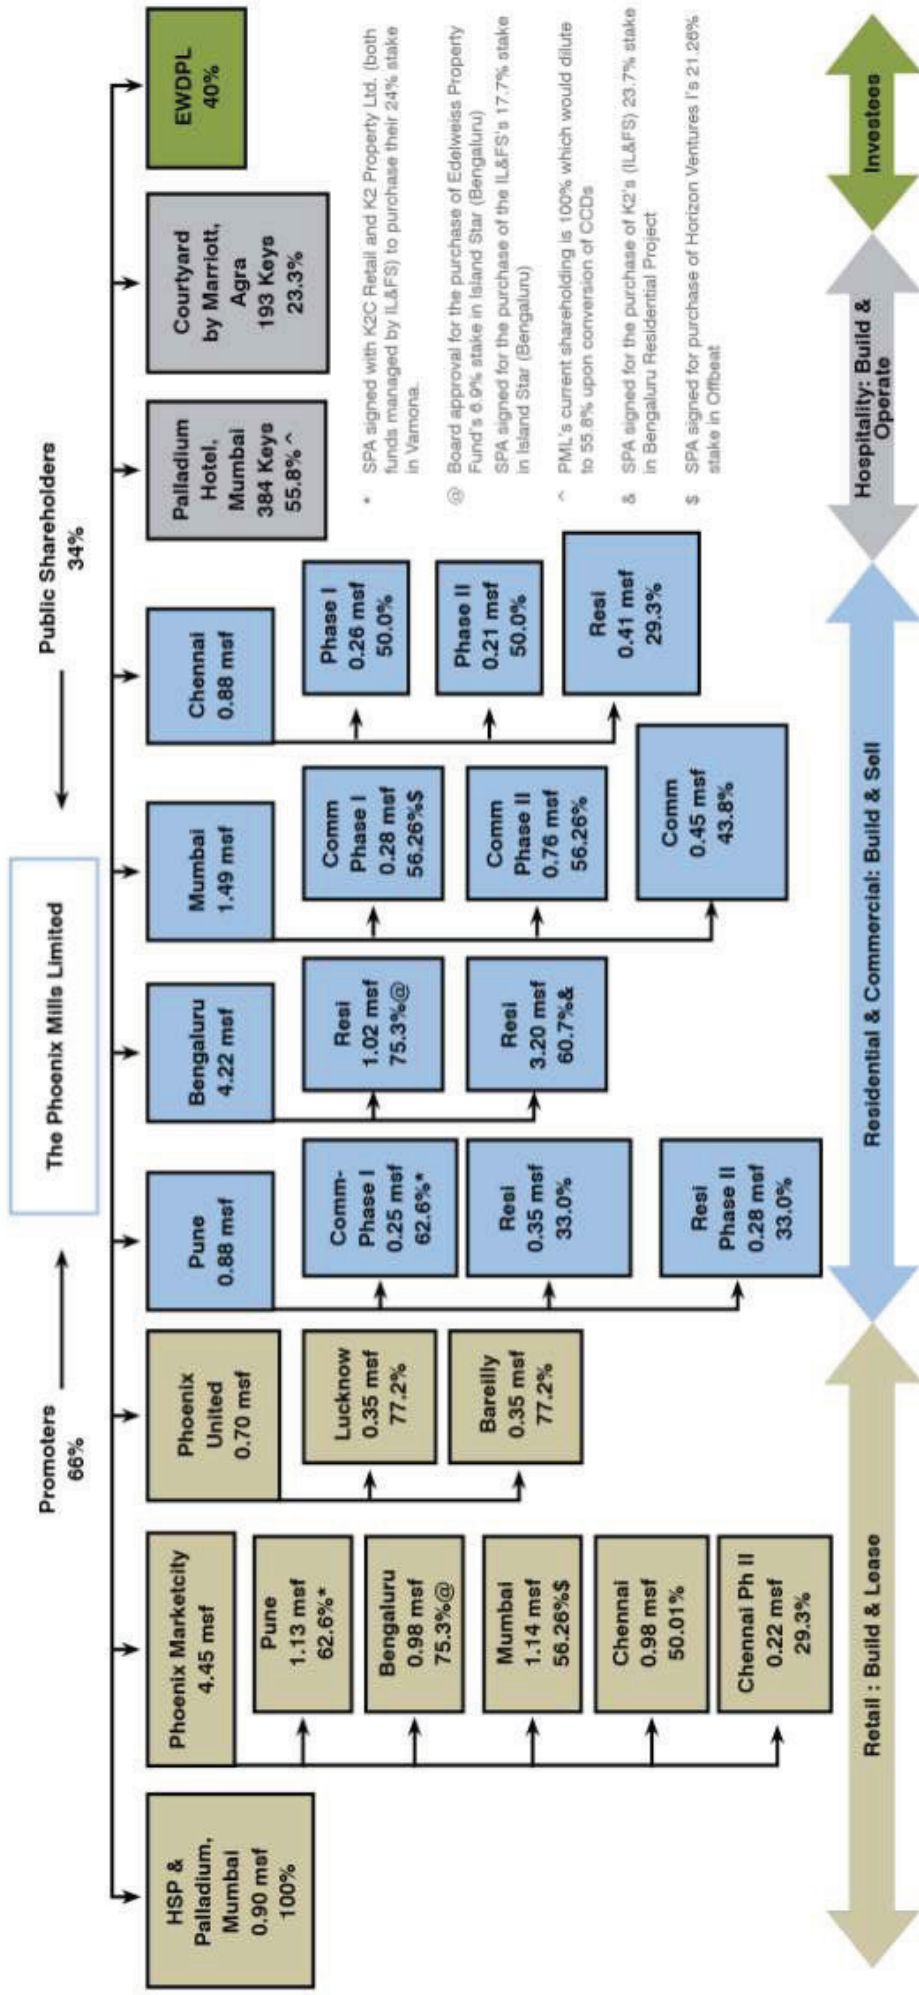 The Phoenix Mills Limited
Promoters
66%
Public Shareholders
34%
HSP &
Palladium,
Mumbai
0.90 msf
100%
Phoenix Marketcity
4.45 msf
Pune
1.13 msf
62.6%*
Bengaluru
0.98 msf
75.3%@
Mumbai
1.14 msf
56.26%$
Chennai
0.98 msf
50.01%
Chennai Ph II
0.22 msf
29.3%
Phoenix
United
0.70 msf
Lucknow
0.35 msf
77.2%
Bareilly
0.35 msf
77.2%
Pune
0.88 msf
Comm-
Phase I
0.25 msf
62.6%*
Resi
0.35 msf
33.0%
Resi
Phase II
0.28 msf
33.0%
Bengaluru
4.22 msf
Resi
1.02 msf
75.3%@
Resi
3.20 msf
60.7%&
Mumbai
1.49 msf
Comm
Phase I
0.28 msf
56.26%$
Comm
Phase II
0.76 msf
56.26%
Comm
0.45 msf
43.8%
Chennai
0.88 msf
Phase I
0.26 msf
50.0%
Phase II
0.21 msf
50.0%
Resi
0.41 msf
29.3%
Palladium
Hotel,
Mumbai
384 Keys
55.8% ^
Courtyard
by Marriott,
Agra
193 Keys
23.3%
EWDPL
40%
* SPA signed with K2C Retail and K2 Property Ltd. (both
funds managed by IL&FS) to purchase their 24% stake
in Vamona.
@ Board approval for the purchase of Edelweiss Property
Fund's 6.9% stake in Island Star (Bengaluru)
SPA signed for the purchase of the IL&FS's 17.7% stake
in Island Star (Bengaluru)
^ PML's current shareholding is 100% which would dilute
to 55.8% upon conversion of CCDs
& SPA signed for the purchase of K2's (IL&FS) 23.7% stake
in Bengaluru Residential Project
$ SPA signed for purchase of Horizon Ventures I's 21.26%
stake in Offbeat
Retail : Build & Lease
Residential & Commercial: Build & Sell
Hospitality: Build &
Operate
Investees